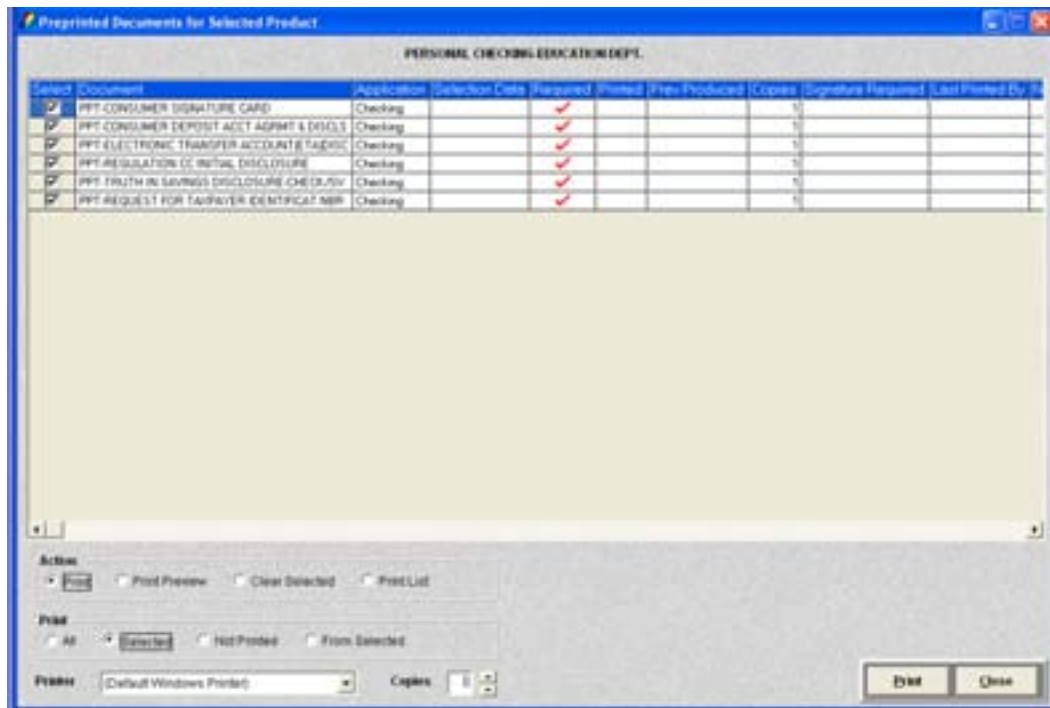 Preprinted Documents for Selected Product
PERSONAL CHECKING-EDUCATION DEPT.
Select Document Application Selection Date Required Printed Prev Produced Copies Signature Required Last Printed By
PPT-CONSUMER SIGNATURE CARD Checking 1
PPT-CONSUMER DEPOSIT ACCT AGRMT & DISCLS Checking 1
PPT-ELECTRONIC TRANSFER ACCOUNT(ETA)DISC Checking 1
PPT-REGULATION CC INITIAL DISCLOSURE Checking 1
PPT-TRUTH IN SAVINGS DISCLOSURE-CHECK/SV Checking 1
PPT-REQUEST FOR TAXPAYER IDENTIFICAT.NBR Checking 1
Action
Print Print Preview Clear Selected Print List
Print
All Selected Not Printed From Selected
Printer (Default Windows Printer) Copies
Print Close